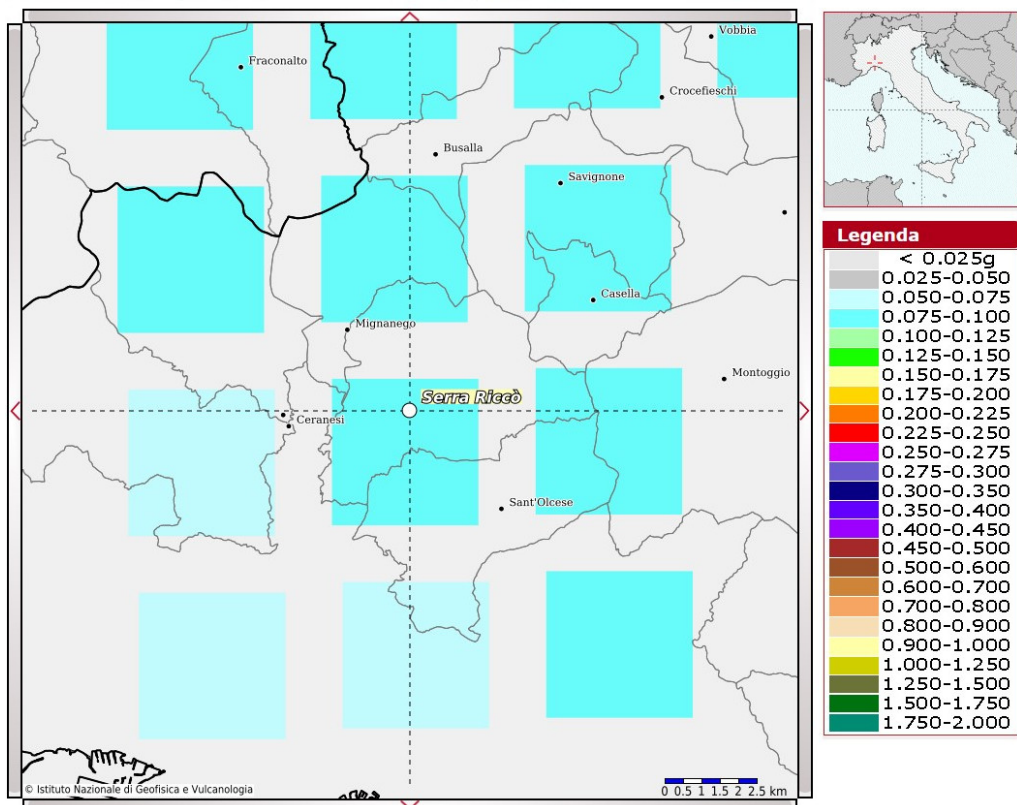 Vobbia
Fraconalto
Crocefieschi
Busalla
Savignone
Casella
Mignanego
Montoggio
Serra Riccò
Ceranesi
Sant'Olcese
© Istituto Nazionale di Geofisica e Vulcanologia
0 0.5 1 1.5 2 2.5 km
Legenda
< 0.025g
0.025-0.050
0.050-0.075
0.075-0.100
0.100-0.125
0.125-0.150
0.150-0.175
0.175-0.200
0.200-0.225
0.225-0.250
0.250-0.275
0.275-0.300
0.300-0.350
0.350-0.400
0.400-0.450
0.450-0.500
0.500-0.600
0.600-0.700
0.700-0.800
0.800-0.900
0.900-1.000
1.000-1.250
1.250-1.500
1.500-1.750
1.750-2.000